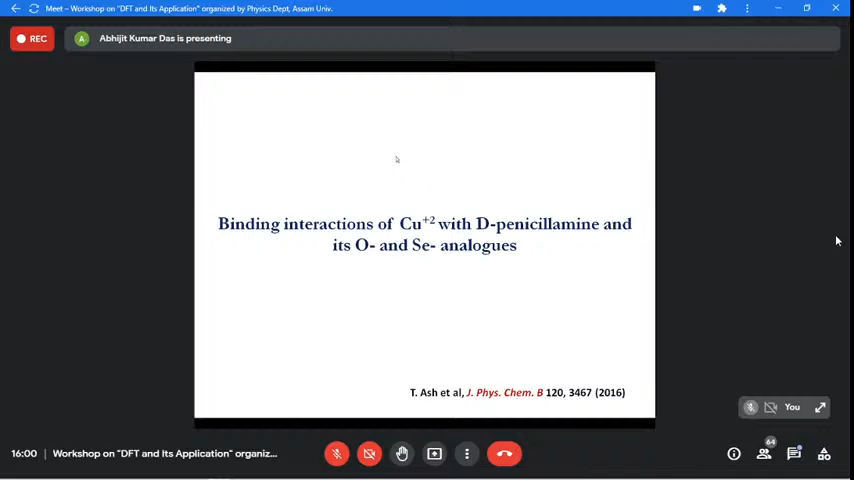 Meet – Workshop on "DFT and Its Application" organized by Physics Dept, Assam Univ.
REC
A
Abhijit Kumar Das is presenting
Binding interactions of Cu+2 with D-penicillamine and
its O- and Se- analogues
T. Ash et al, J. Phys. Chem. B 120, 3467 (2016)
You
64
16:00 | Workshop on "DFT and Its Application" organiz...